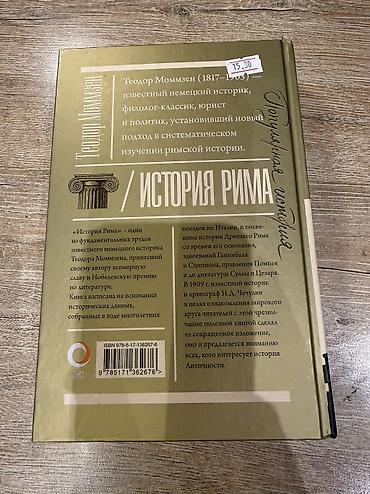 15.30
Теодор Моммзен
Теодор Моммзен (1817–1903) —
известный немецкий историк,
филолог-классик, юрист
и политик, установивший новый
подход в систематическом
изучении римской истории.
Популярная история
/ ИСТОРИЯ РИМА
«История Рима» – один
из фундаментальных трудов
известного немецкого историка
Теодора Моммзена, принесший
своему автору всемирную
славу и Нобелевскую премию
по литературе.
Книга написана на основании
исторических данных,
собранных в ходе многолетних
поездок по Италии, и посвя-
щена истории Древнего Рима
со времен его основания,
завоеваний Ганнибала
и Сципиона, правления Помпея
и до диктатуры Суллы и Цезаря.
В 1909 г. известный историк
и археограф Н.Д. Чечулин
в целях ознакомления широкого
круга читателей с этой чрезвы-
чайно полезной книгой сделал
ее сокращенное изложение,
оно и предлагается вниманию
всех, кого интересует история
Античности.
ISBN 978-5-17-136267-6
9 785171 362676 >